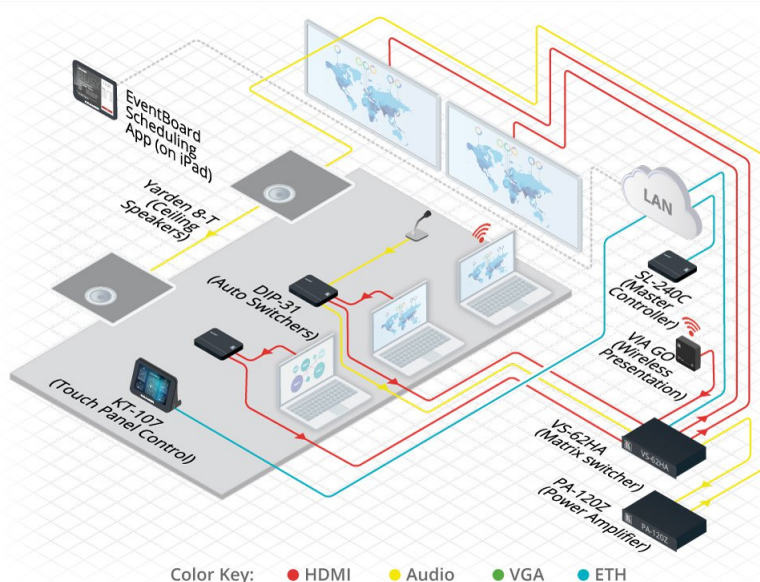 EventBoard
Scheduling
App (on iPad)
Yarden 8-T
(Ceiling
Speakers)
LAN
SL-240C
(Master
Controller)
DIP-31
(Auto Switchers)
VIA GO
(Wireless
Presentation)
KT-107
(Touch Panel Control)
VS-62HA
(Matrix switcher)
VS-62HA
PA-120Z
(Power Amplifier)
PA-120Z
Color Key: HDMI Audio VGA ETH